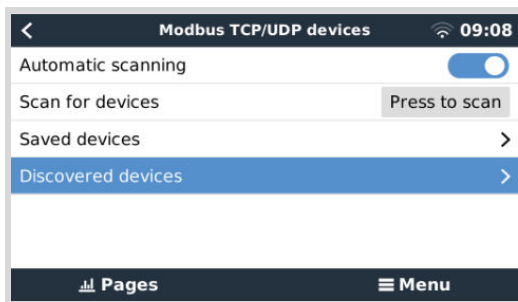 Modbus TCP/UDP devices 09:08
Automatic scanning
Scan for devices Press to scan
Saved devices
Discovered devices
Pages Menu